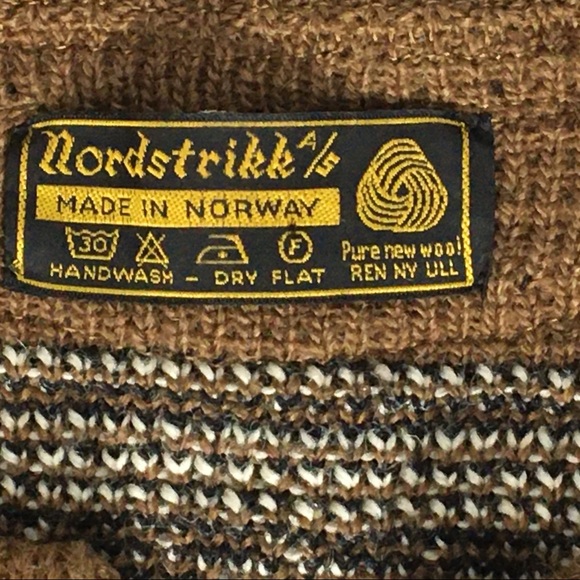 Nordstrikk A/S
MADE IN NORWAY
30
F
HANDWASH – DRY FLAT
Pure new wool
REN NY ULL